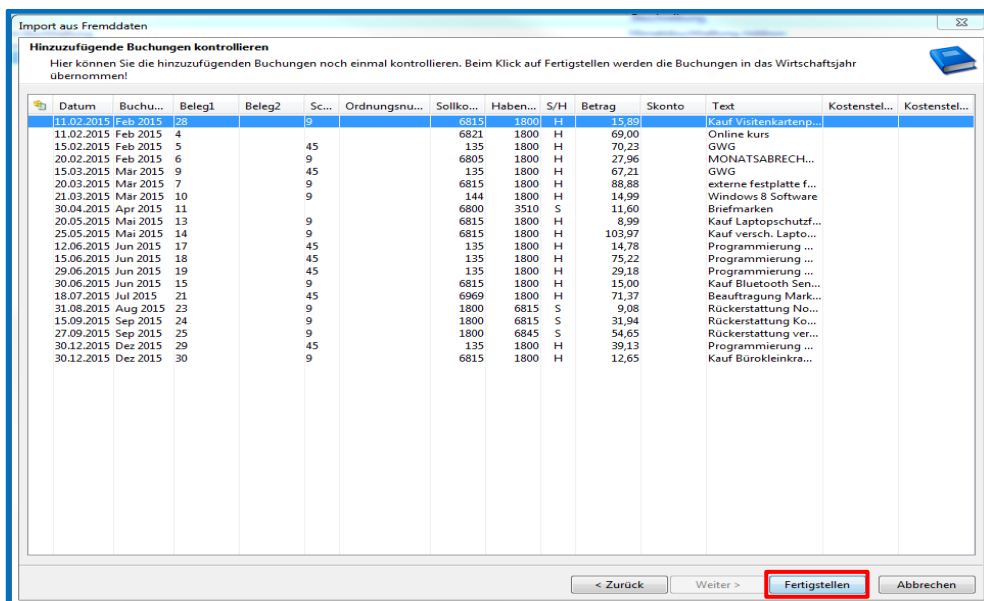 Import aus Fremddaten
Hinzuzufügende Buchungen kontrollieren
Hier können Sie die hinzuzufügenden Buchungen noch einmal kontrollieren. Beim Klick auf Fertigstellen werden die Buchungen in das Wirtschaftsjahr
übernommen!
Datum Buchu... Beleg1 Beleg2 Sc... Ordnungsnu... Sollko... Haben... S/H Betrag Skonto Text Kostenstel... Kostenstel...
11.02.2015 Feb 2015 28 9 6815 1800 H 15,89 Kauf Visitenkartenp...
11.02.2015 Feb 2015 4 6821 1800 H 69,00 Online kurs
15.02.2015 Feb 2015 5 45 135 1800 H 70,23 GWG
20.02.2015 Feb 2015 6 9 6805 1800 H 27,96 MONATSABRECH...
15.03.2015 Mär 2015 9 45 135 1800 H 67,21 GWG
20.03.2015 Mär 2015 7 9 6815 1800 H 88,88 externe festplatte f...
21.03.2015 Mär 2015 10 9 144 1800 H 14,99 Windows 8 Software
30.04.2015 Apr 2015 11 6800 3510 S 11,60 Briefmarken
20.05.2015 Mai 2015 13 9 6815 1800 H 8,99 Kauf Laptopschutzf...
25.05.2015 Mai 2015 14 9 6815 1800 H 103,97 Kauf versch. Lapto...
12.06.2015 Jun 2015 17 45 135 1800 H 14,78 Programmierung ...
15.06.2015 Jun 2015 18 45 135 1800 H 75,22 Programmierung ...
29.06.2015 Jun 2015 19 45 135 1800 H 29,18 Programmierung ...
30.06.2015 Jun 2015 15 9 6815 1800 H 15,00 Kauf Bluetooth Sen...
18.07.2015 Jul 2015 21 45 6969 1800 H 71,37 Beauftragung Mark...
31.08.2015 Aug 2015 23 9 1800 6815 S 9,08 Rückerstattung No...
15.09.2015 Sep 2015 24 9 1800 6815 S 31,94 Rückerstattung Ko...
27.09.2015 Sep 2015 25 9 1800 6845 S 54,65 Rückerstattung ver...
30.12.2015 Dez 2015 29 45 135 1800 H 39,13 Programmierung ...
30.12.2015 Dez 2015 30 9 6815 1800 H 12,65 Kauf Bürokleinkra...
< Zurück Weiter > Fertigstellen Abbrechen